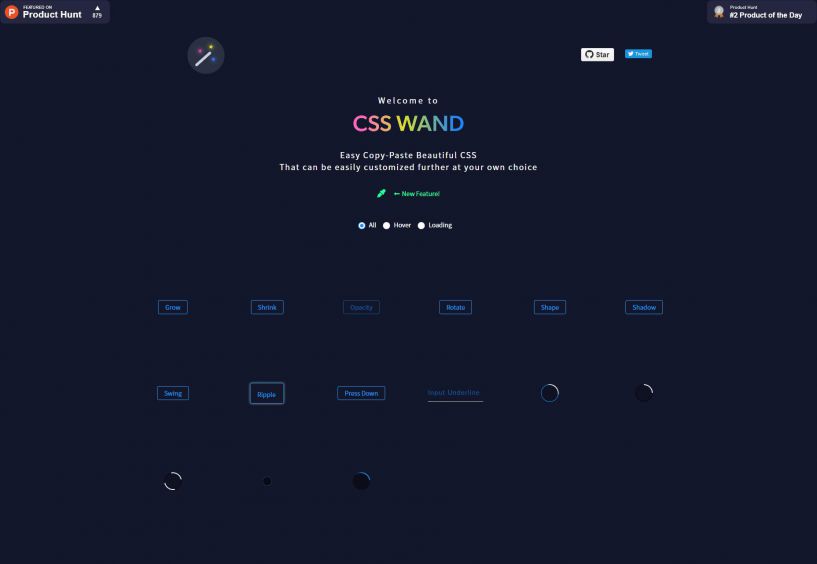 FEATURED ON
Product Hunt
▲
879
Product Hunt
#2 Product of the Day
2
Star
Tweet
Welcome to
CSS WAND
Easy Copy-Paste Beautiful CSS
That can be easily customized further at your own choice
← New Feature!
All Hover Loading
Grow Shrink Opacity Rotate Shape Shadow
Swing Ripple Press Down Input Underline